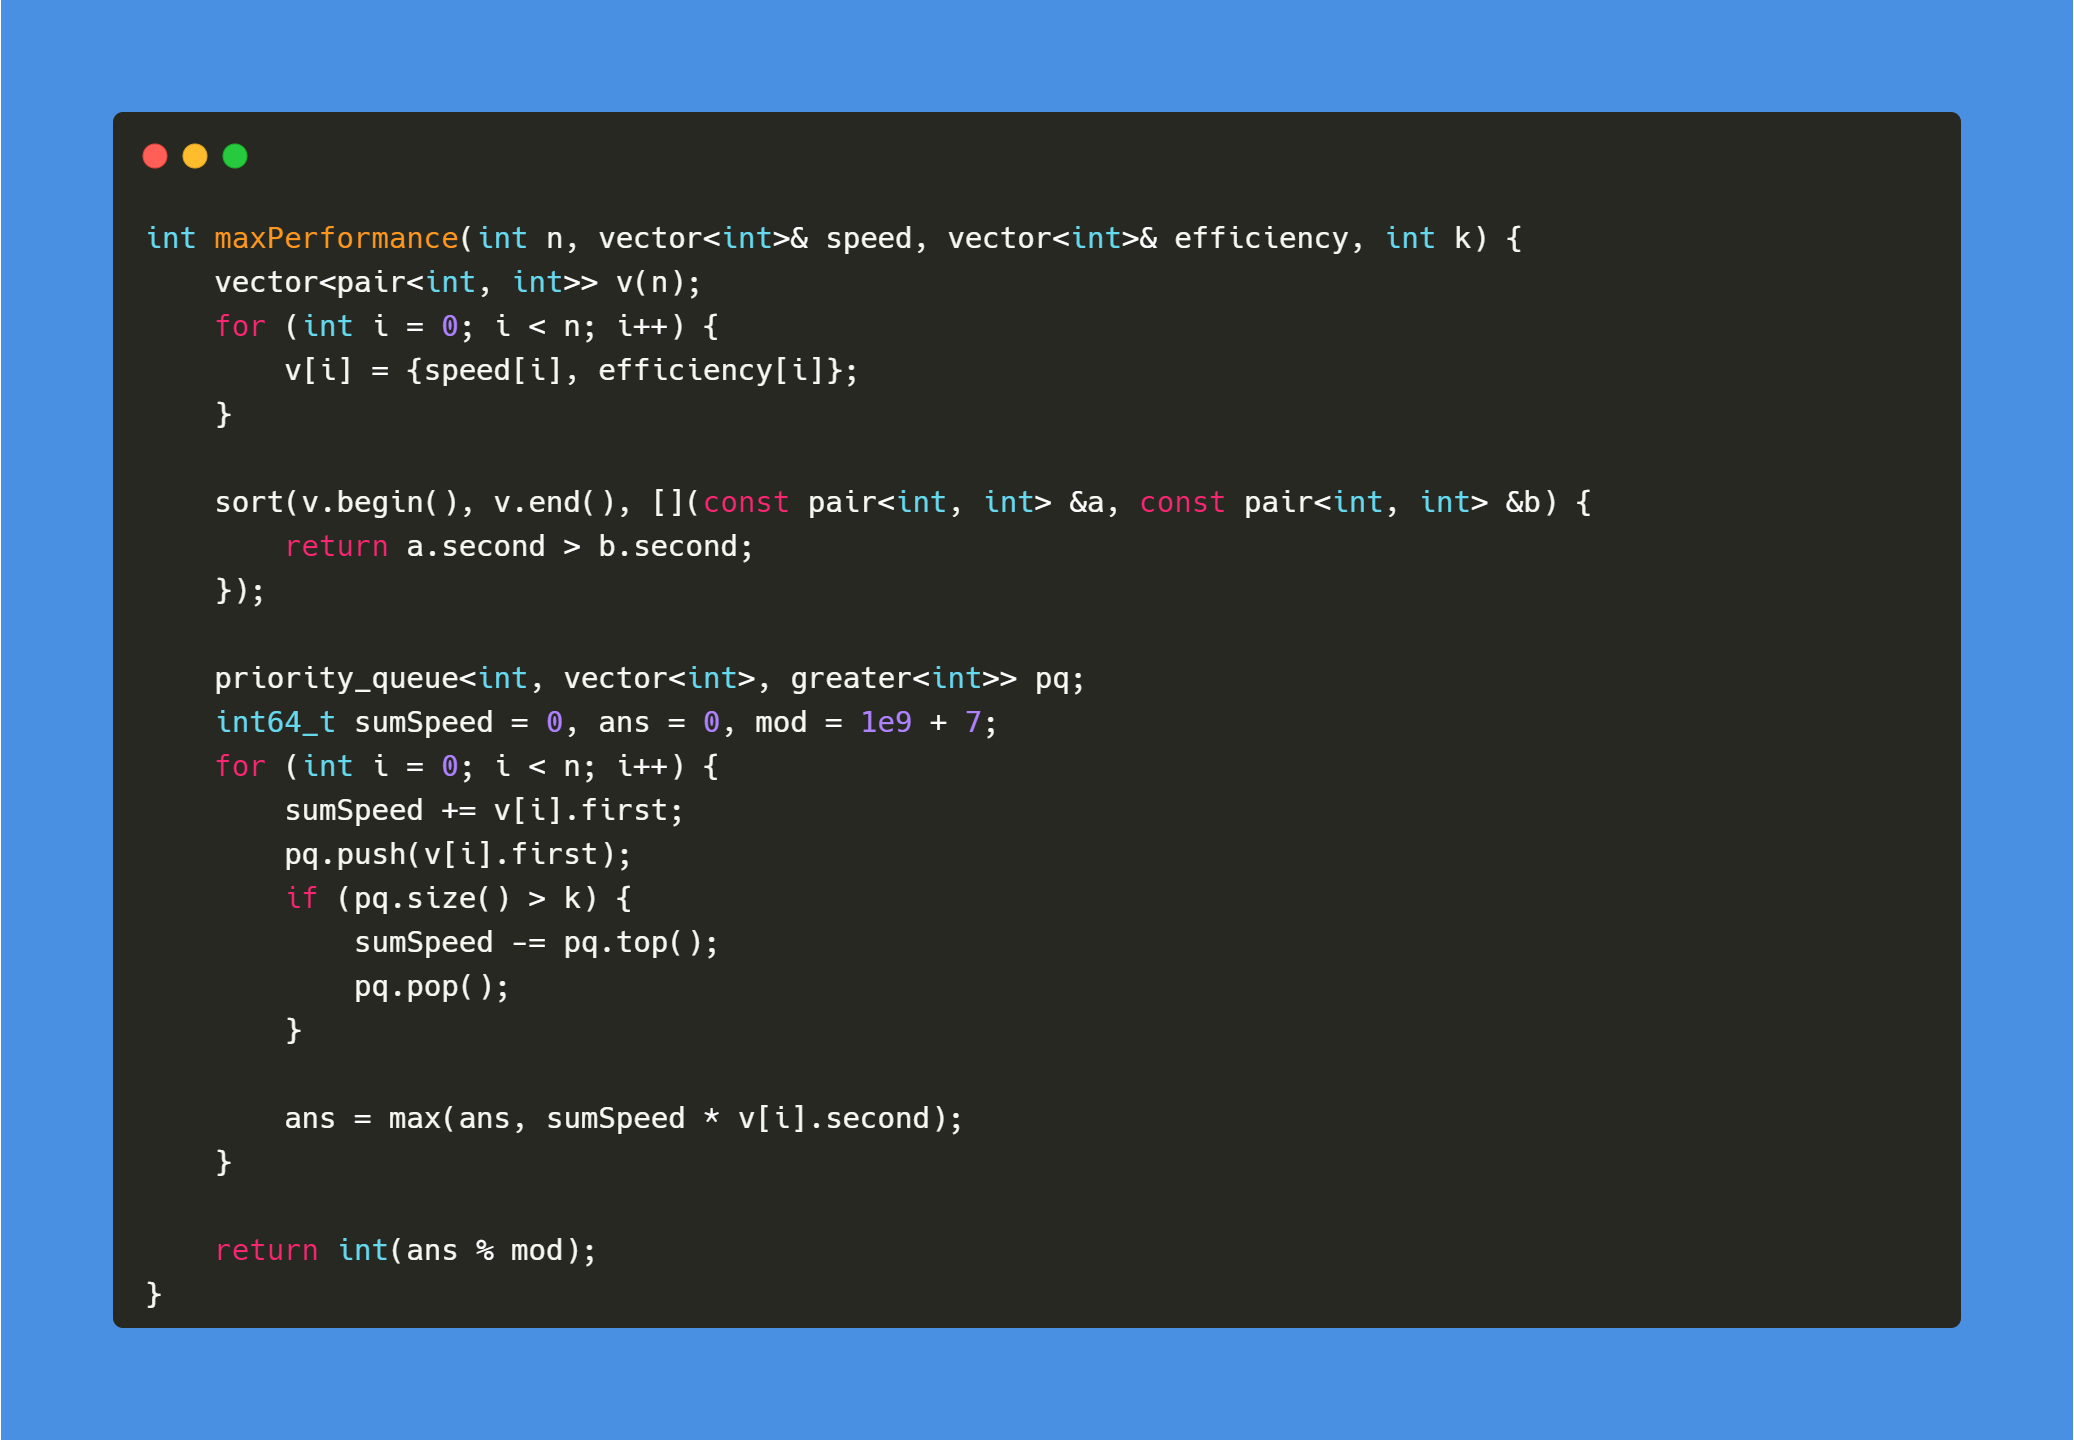 int maxPerformance(int n, vector<int>& speed, vector<int>& efficiency, int k) {
    vector<pair<int, int>> v(n);
    for (int i = 0; i < n; i++) {
        v[i] = {speed[i], efficiency[i]};
    }

    sort(v.begin(), v.end(), [](const pair<int, int> &a, const pair<int, int> &b) {
        return a.second > b.second;
    });

    priority_queue<int, vector<int>, greater<int>> pq;
    int64_t sumSpeed = 0, ans = 0, mod = 1e9 + 7;
    for (int i = 0; i < n; i++) {
        sumSpeed += v[i].first;
        pq.push(v[i].first);
        if (pq.size() > k) {
            sumSpeed -= pq.top();
            pq.pop();
        }

        ans = max(ans, sumSpeed * v[i].second);
    }

    return int(ans % mod);
}